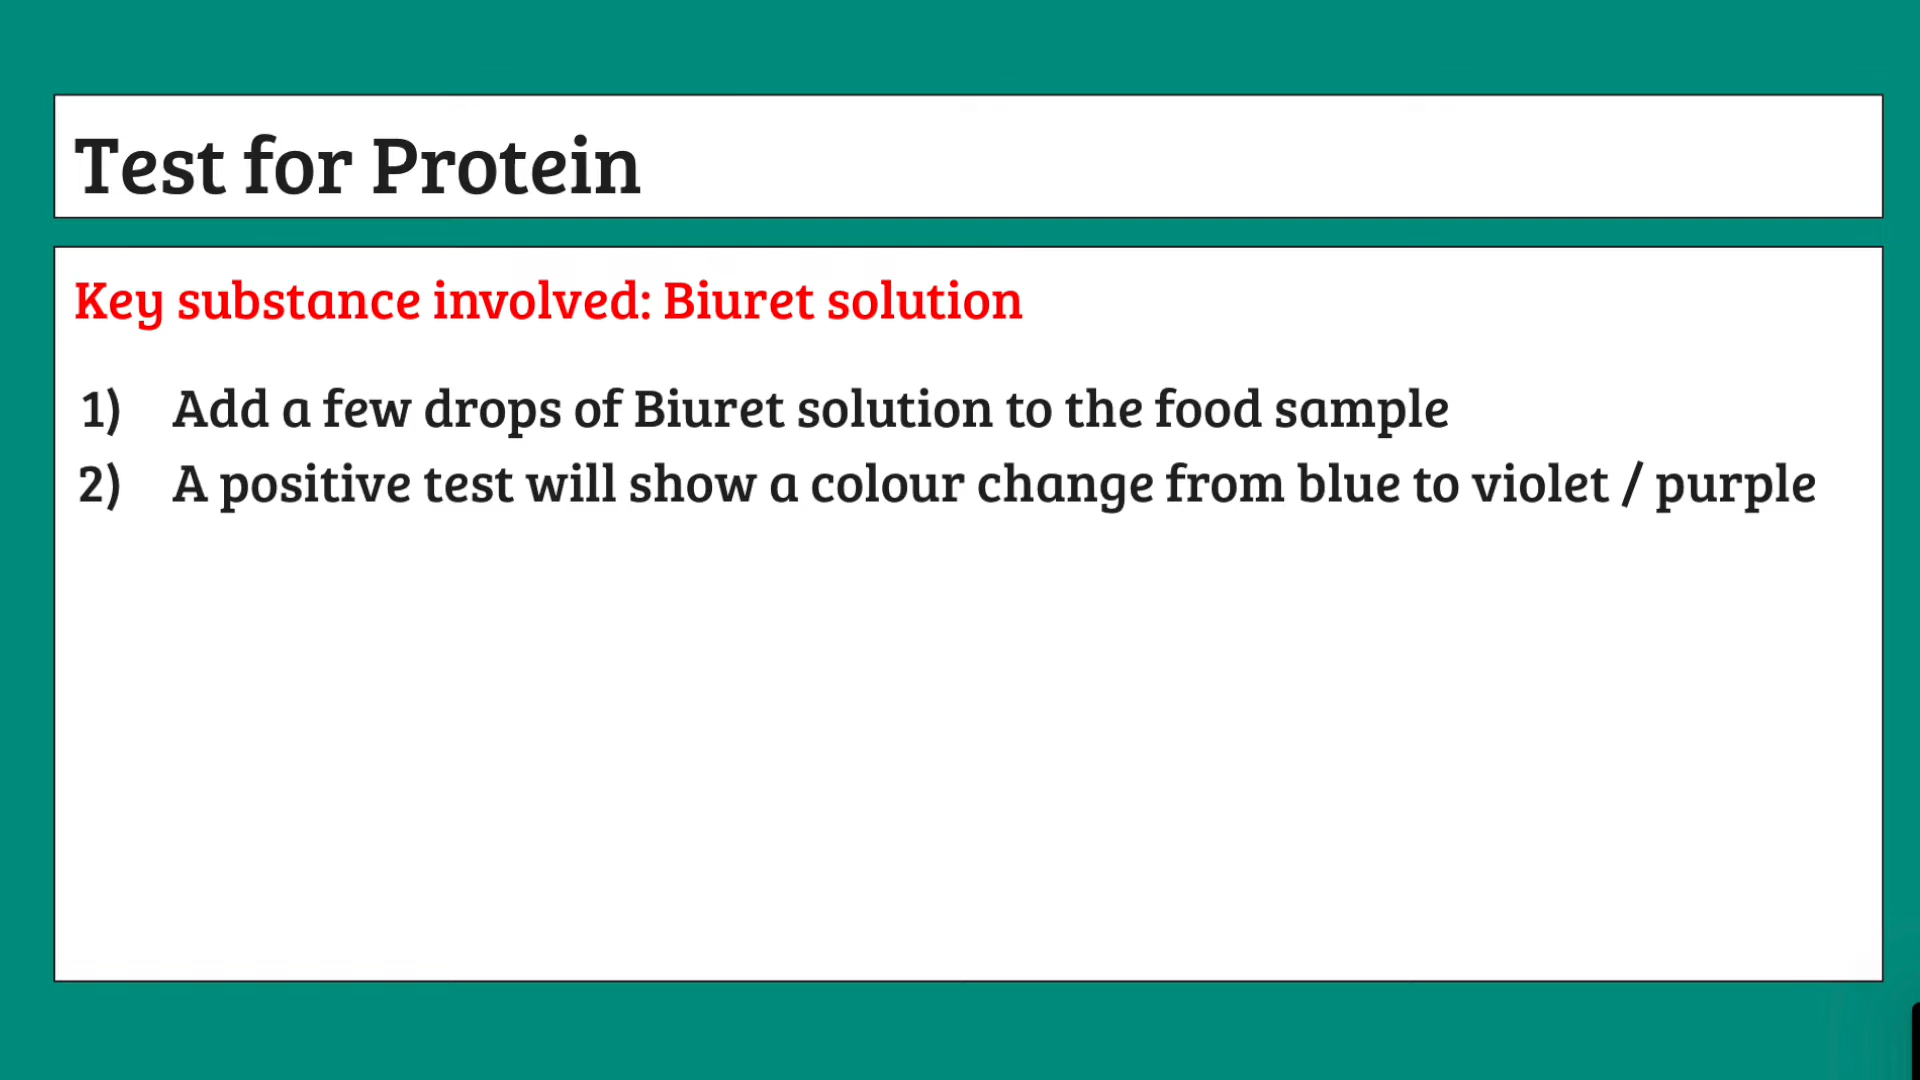 Test for Protein
Key substance involved: Biuret solution
1) Add a few drops of Biuret solution to the food sample
2) A positive test will show a colour change from blue to violet / purple